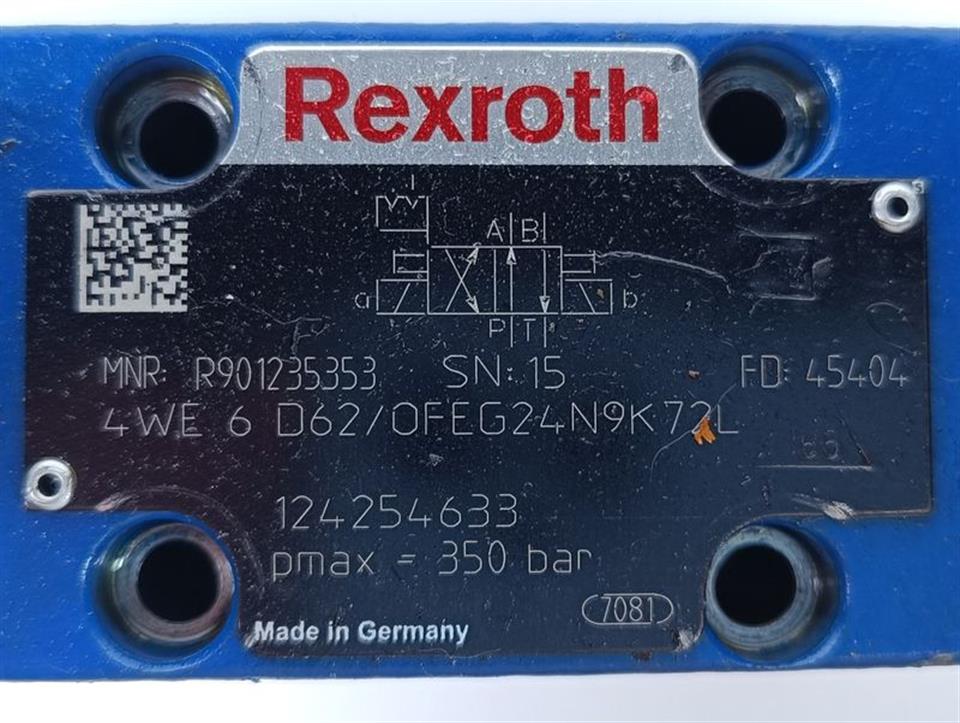 Rexroth
A B
a b
P T
MNR: R901235353 SN: 15 FD: 45404
4WE 6 D62/OFEG24N9K72L
65
124254633
pmax = 350 bar
7081
Made in Germany